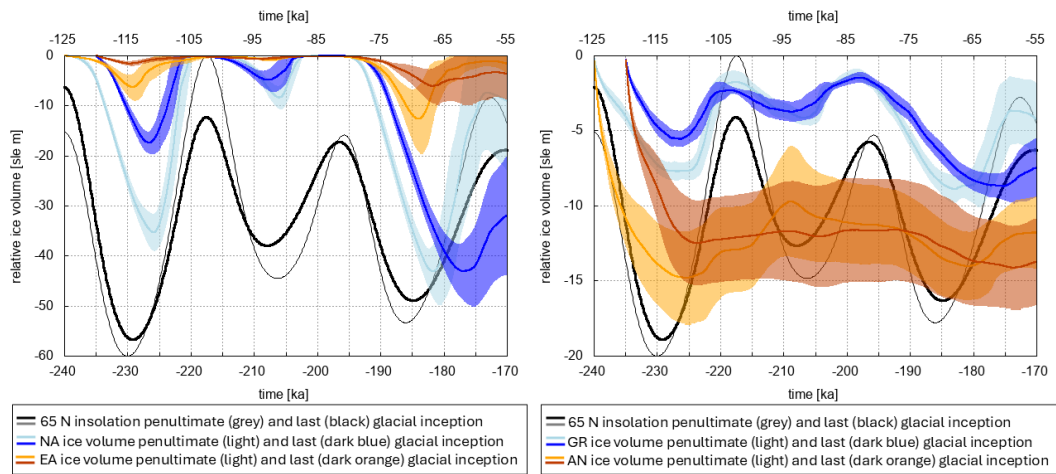 time [ka]
-125 -115 -105 -95 -85 -75 -65 -55
0
-10
-20
-30
-40
-50
-60
relative ice volume [sle m]
-240 -230 -220 -210 -200 -190 -180 -170
time [ka]
65 N insolation penultimate (grey) and last (black) glacial inception
NA ice volume penultimate (light) and last (dark blue) glacial inception
EA ice volume penultimate (light) and last (dark orange) glacial inception
time [ka]
-125 -115 -105 -95 -85 -75 -65 -55
0
-5
-10
-15
-20
relative ice volume [sle m]
-240 -230 -220 -210 -200 -190 -180 -170
time [ka]
65 N insolation penultimate (grey) and last (black) glacial inception
GR ice volume penultimate (light) and last (dark blue) glacial inception
AN ice volume penultimate (light) and last (dark orange) glacial inception